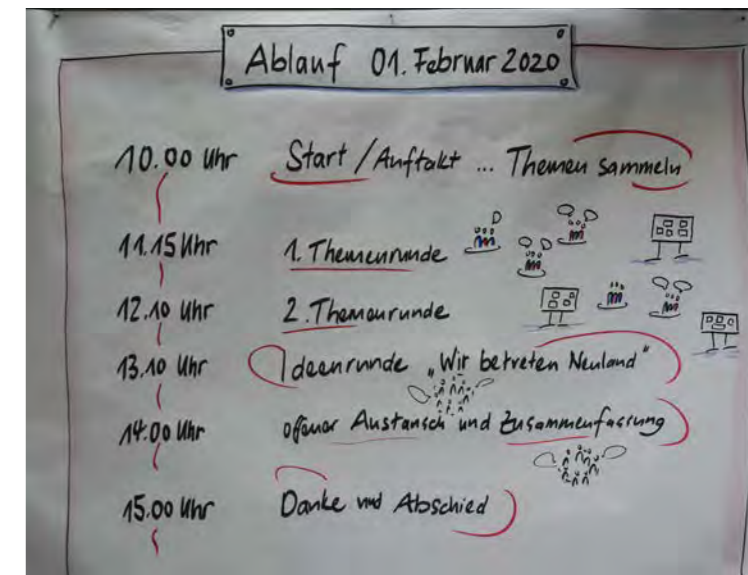 Ablauf 01. Februar 2020
10.00 Uhr Start / Auftakt ... Themen sammeln
11.15 Uhr 1. Themenrunde
12.10 Uhr 2. Themenrunde
13.10 Uhr Ideenrunde „Wir betreten Neuland"
14.00 Uhr offener Austausch und Zusammenfassung
15.00 Uhr Danke und Abschied